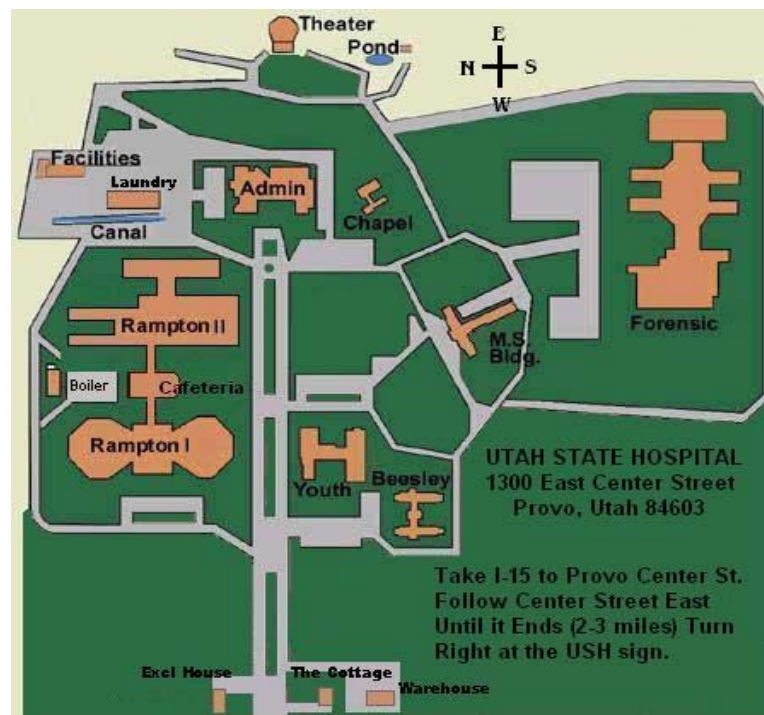 Theater
Pond
E
N S
W
Facilities
Laundry
Admin
Canal
Chapel
Rampton II
M.S.
Bldg.
Forensic
Boiler
Cafeteria
Rampton I
Youth
Beesley
UTAH STATE HOSPITAL
1300 East Center Street
Provo, Utah 84603
Take I-15 to Provo Center St.
Follow Center Street East
Until it Ends (2-3 miles) Turn
Right at the USH sign.
Excl House
The Cottage
Warehouse